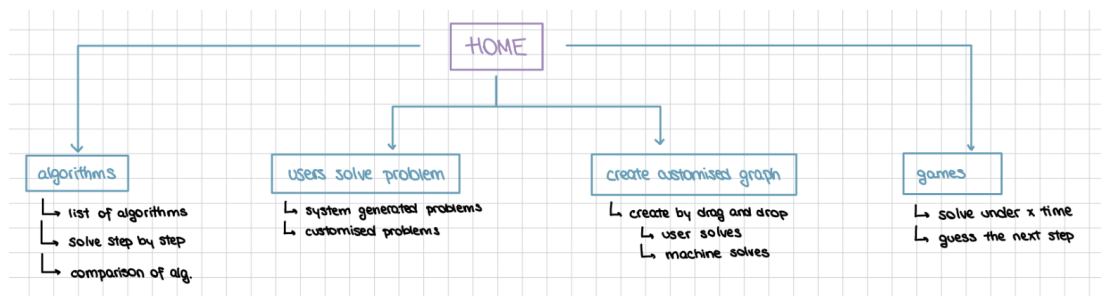 HOME
algorithms
list of algorithms
solve step by step
comparison of alg.
users solve problem
system generated problems
customised problems
create customised graph
create by drag and drop
user solves
machine solves
games
solve under x time
guess the next step